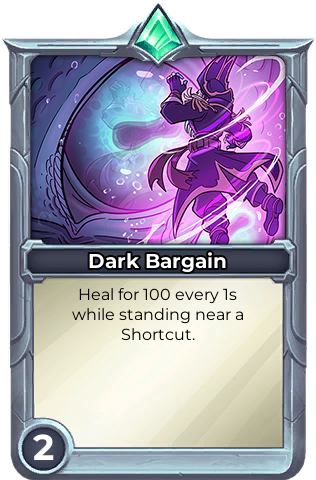 Dark Bargain
Heal for 100 every 1s
while standing near a
Shortcut.
2